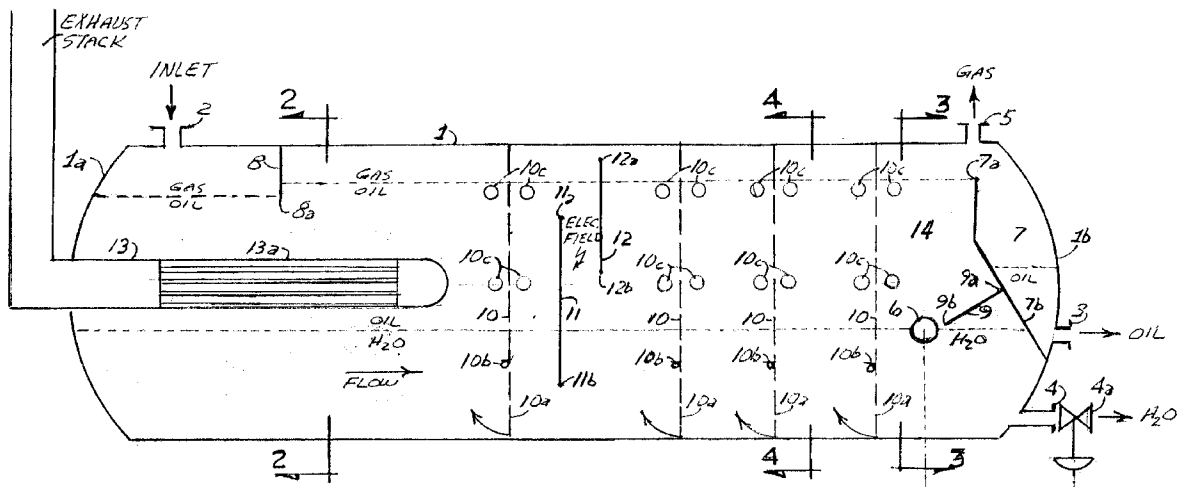 EXHAUST
STACK
INLET
GAS
2
4
3
2
1
5
1a
8
GAS
OIL
8a
GAS
OIL
10c
12a
10c
10c
10c
7a
11a
ELEC.
FIELD
12
14
7
1b
13
13a
10c
12b
10c
10c
10c
9a
OIL
6
9b
9
7b
3
OIL
OIL
H2O
10
11
10
10
10
H2O
FLOW
10b
11b
10b
10b
10b
10a
10a
10a
10a
4
4a
H2O
2
4
3